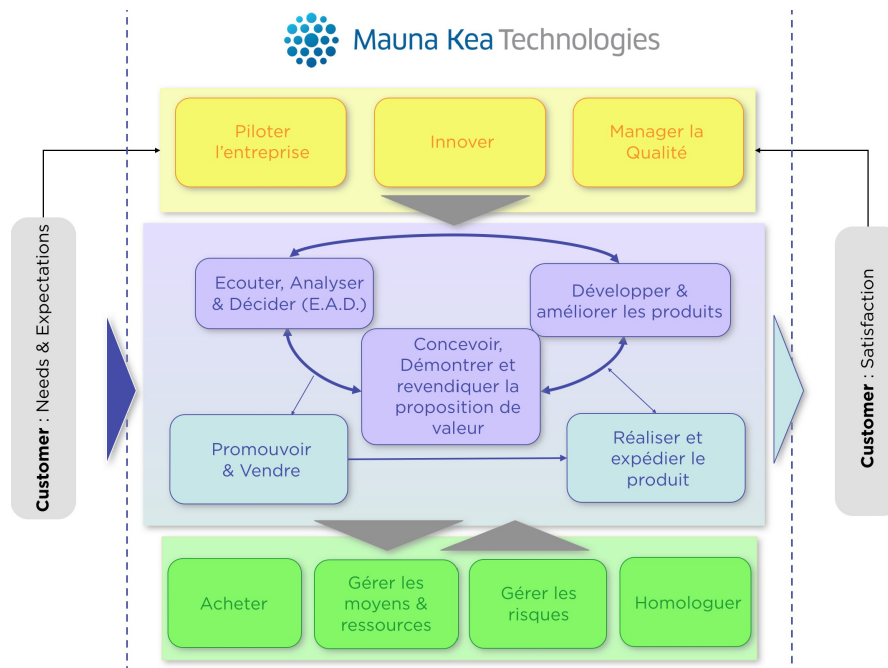 Mauna Kea Technologies
Piloter
l'entreprise
Innover
Manager la
Qualité
Customer : Needs & Expectations
Ecouter, Analyser
& Décider (E.A.D.)
Développer &
améliorer les produits
Concevoir,
Démontrer et
revendiquer la
proposition de
valeur
Promouvoir
& Vendre
Réaliser et
expédier le
produit
Customer : Satisfaction
Acheter
Gérer les
moyens &
ressources
Gérer les
risques
Homologuer